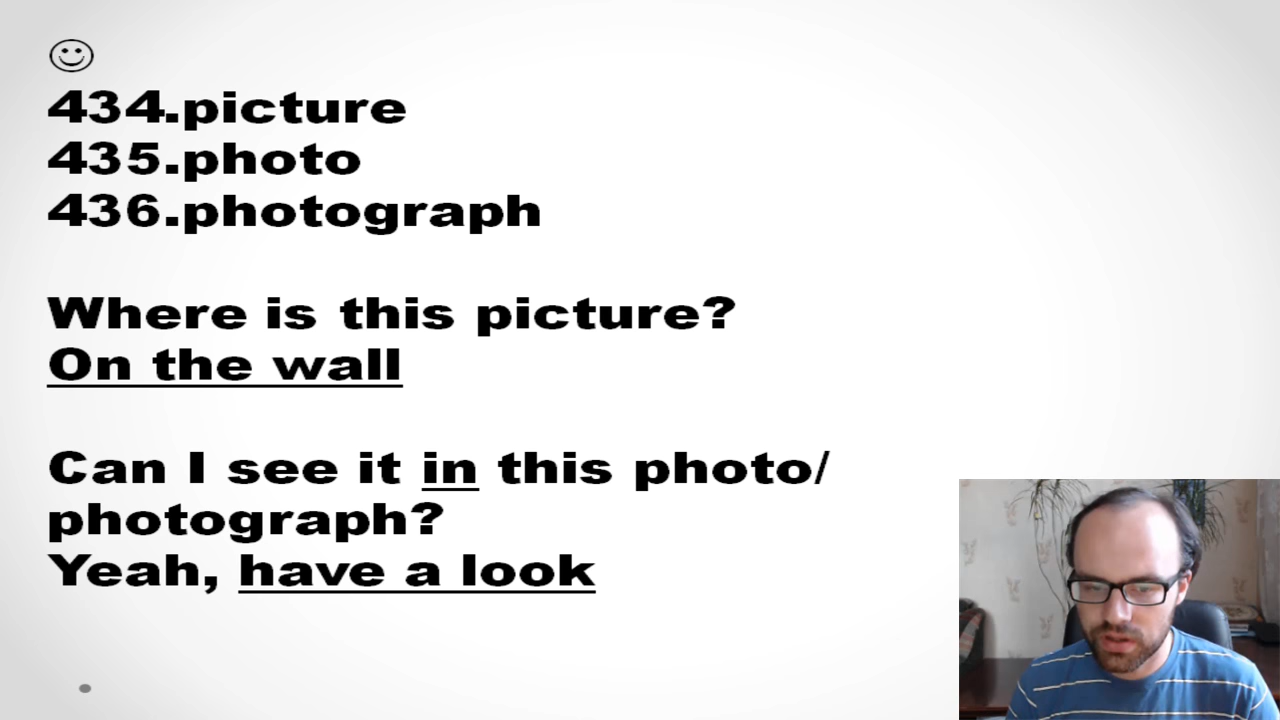 434.picture
435.photo
436.photograph
Where is this picture?
On the wall
Can I see it in this photo/
photograph?
Yeah, have a look